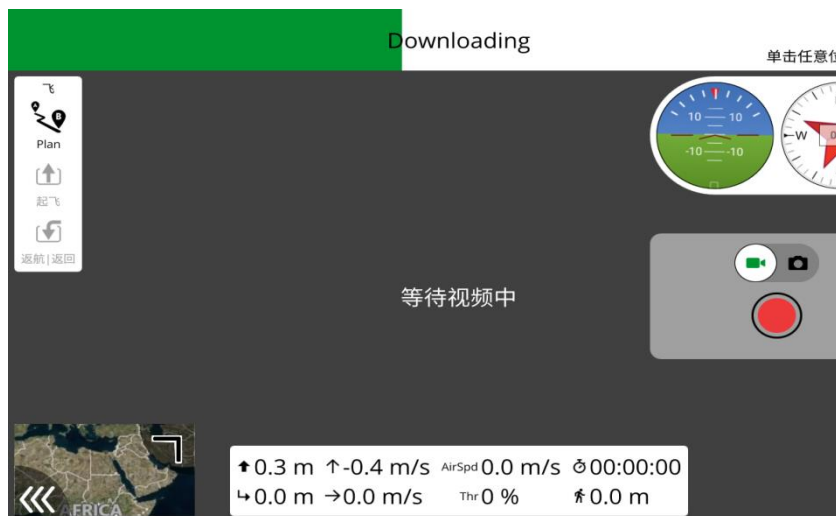 Downloading
单击任意位
飞
Plan
起飞
返航|返回
10 10
-10 -10
W 0
等待视频中
AFRICA
0.3 m -0.4 m/s AirSpd 0.0 m/s 00:00:00
0.0 m 0.0 m/s Thr 0 % 0.0 m